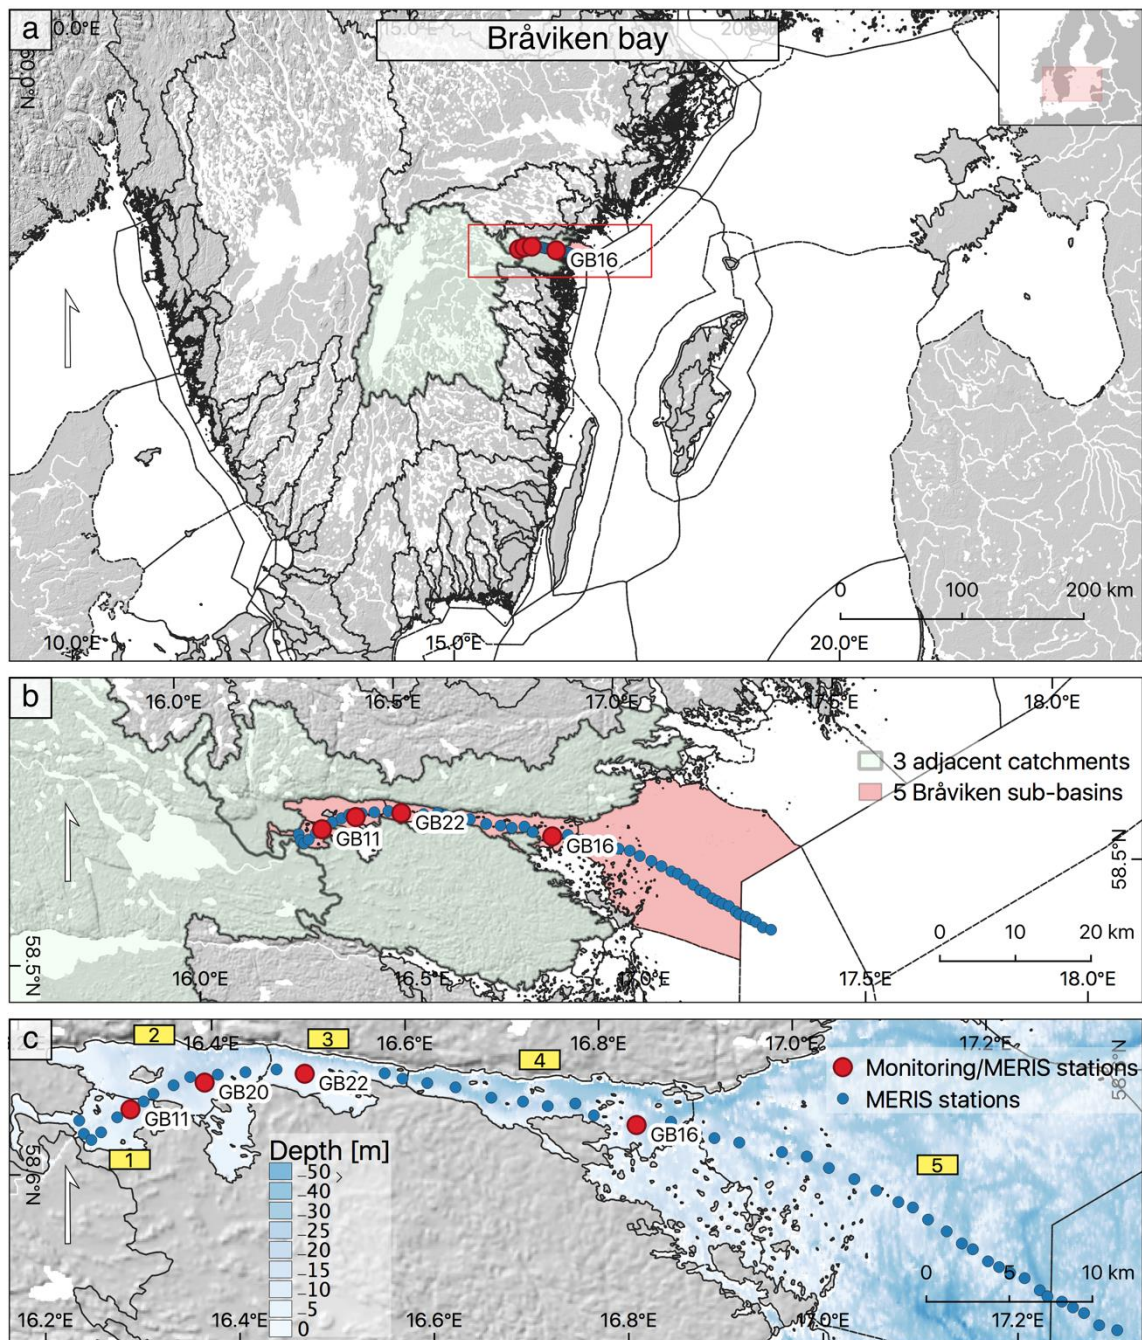 a
0.0°E
15.0°E
20.0°E
Bråviken bay
60.0°N
GB16
0 100 200 km
10.0°E
15.0°E
20.0°E
b
16.0°E
16.5°E
17.0°E
17.5°E
18.0°E
3 adjacent catchments
5 Bråviken sub-basins
GB11
GB22
GB16
58.5°N
0 10 20 km
58.5°N
16.0°E
16.5°E
17.0°E
17.5°E
18.0°E
c
2
16.4°E
3
16.6°E
4
16.8°E
17.0°E
17.2°E
Monitoring/MERIS stations
MERIS stations
GB20
GB22
GB11
GB16
1
5
58.6°N
Depth [m]
50
40
30
25
20
15
10
5
0
0 5 10 km
16.2°E
16.4°E
16.6°E
16.8°E
17.0°E
17.2°E